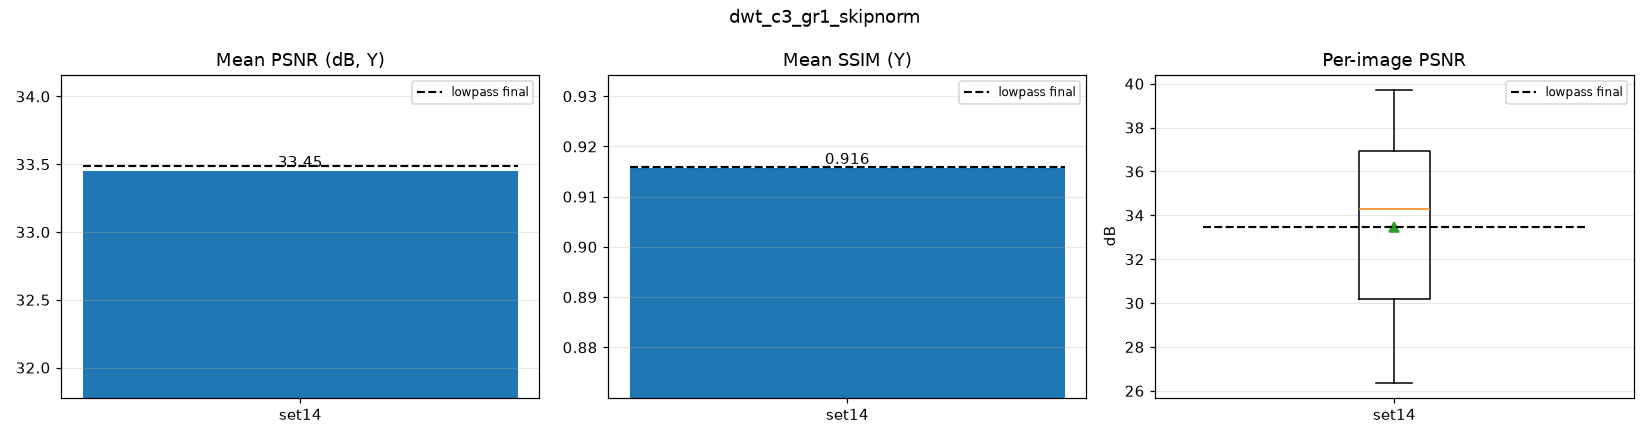 dwt_c3_gr1_skipnorm
Mean PSNR (dB, Y)
34.0
33.5
33.0
32.5
32.0
lowpass final
33.45
set14
Mean SSIM (Y)
0.93
0.92
0.91
0.90
0.89
0.88
lowpass final
0.916
set14
Per-image PSNR
dB
40
38
36
34
32
30
28
26
lowpass final
set14